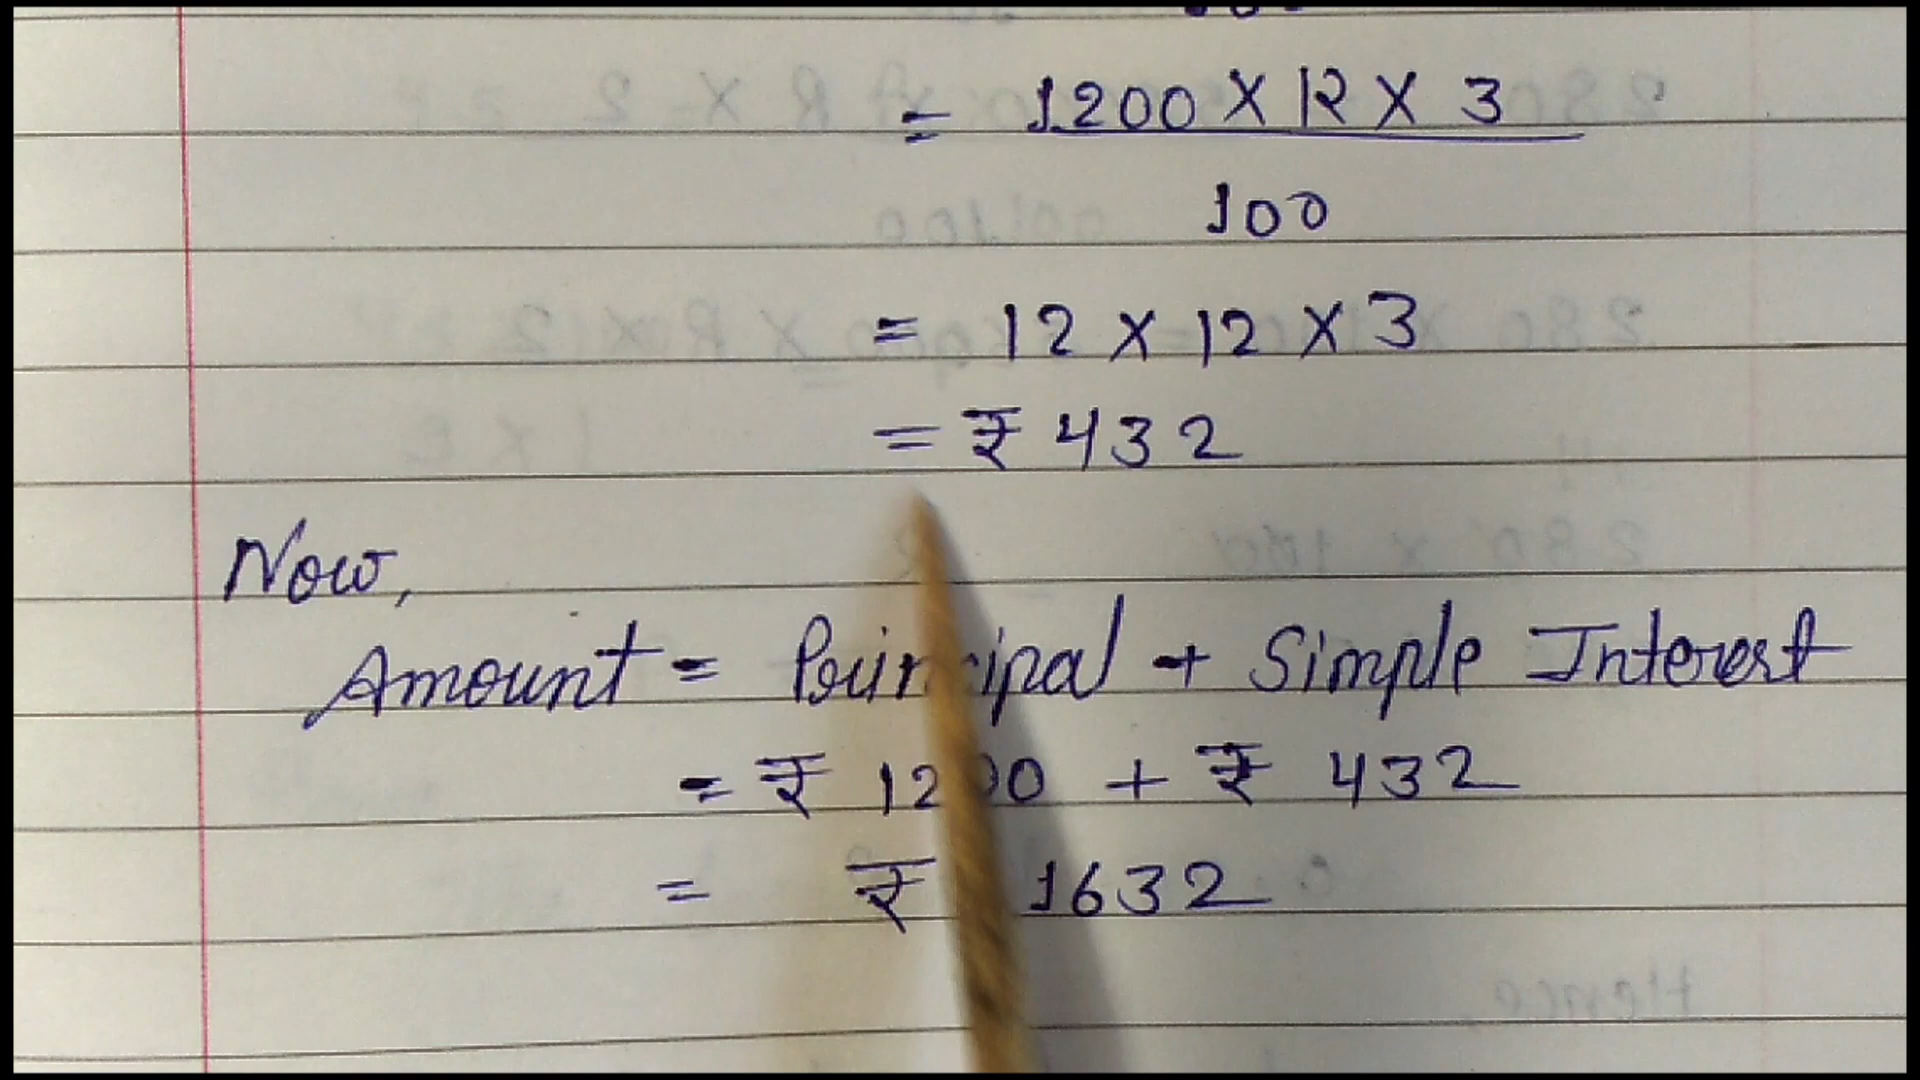 = 1200 X 12 X 3
100
= 12 X 12 X 3
= ₹ 432
Now,
Amount = Principal + Simple Interest
= ₹ 1200 + ₹ 432
= ₹ 1632